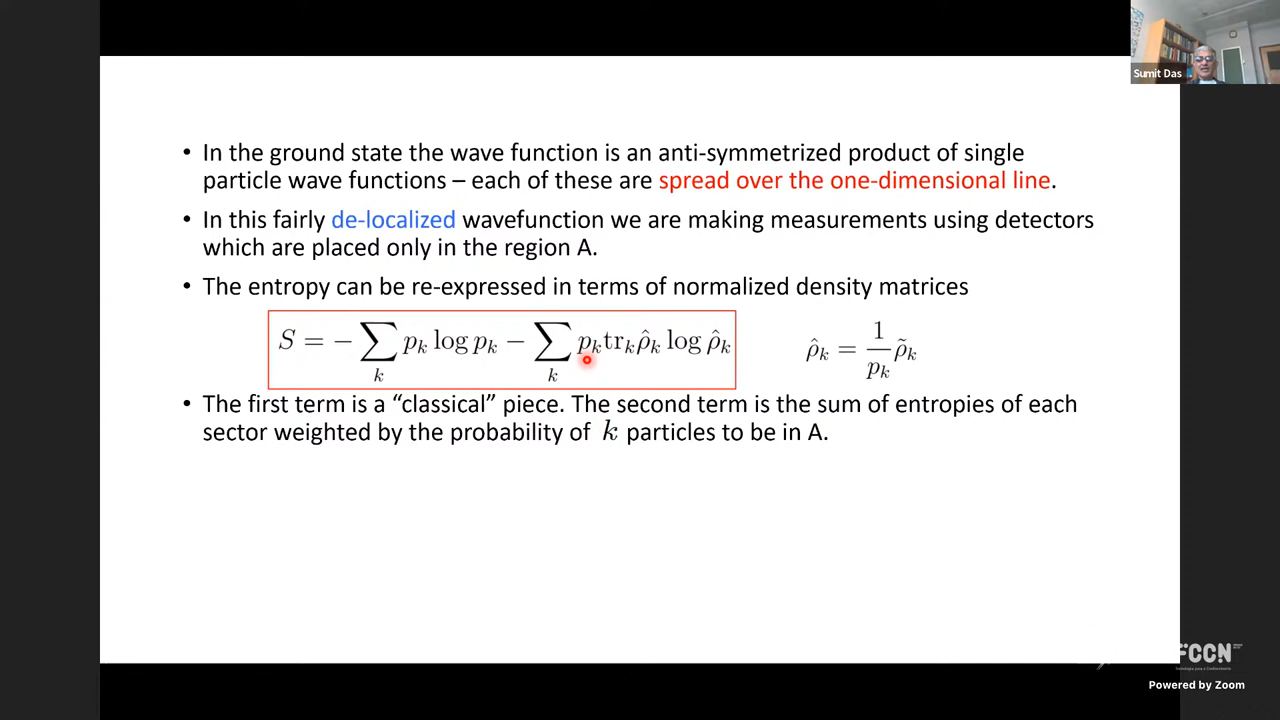 Sumit Das
• In the ground state the wave function is an anti-symmetrized product of single
particle wave functions – each of these are spread over the one-dimensional line.
• In this fairly de-localized wavefunction we are making measurements using detectors
which are placed only in the region A.
• The entropy can be re-expressed in terms of normalized density matrices
S = − ∑_k p_k log p_k − ∑_k p_k tr_k ρ̂_k log ρ̂_k    ρ̂_k = 1/p_k ρ̃_k
• The first term is a “classical” piece. The second term is the sum of entropies of each
sector weighted by the probability of k particles to be in A.
FCCN
Powered by Zoom